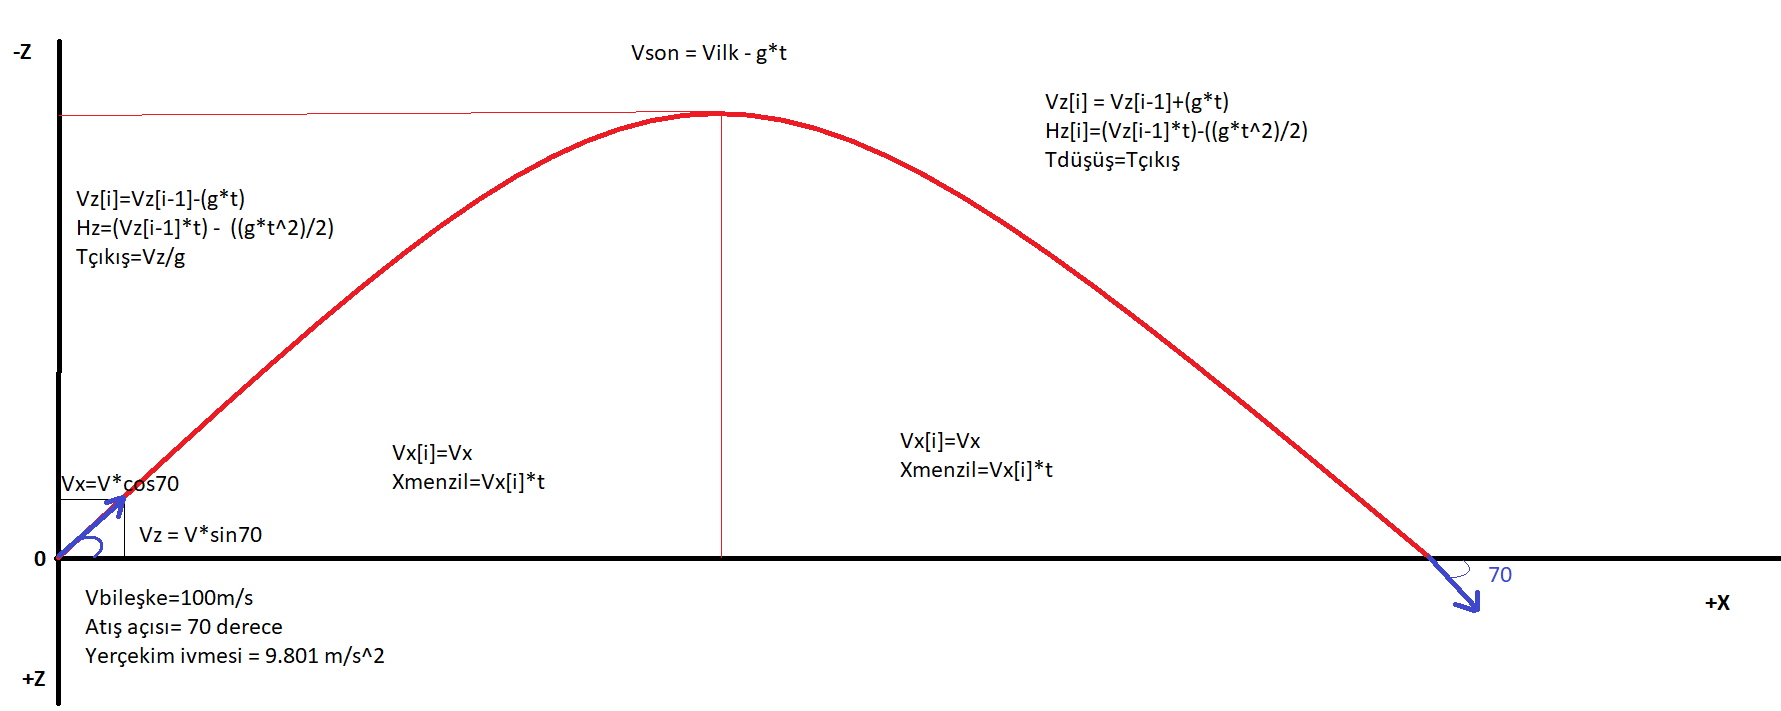 -Z
Vson = Vilk - g*t
Vz[i] = Vz[i-1]+(g*t)
Hz[i]=(Vz[i-1]*t)-((g*t^2)/2)
Tdüşüş=Tçıkış
Vz[i]=Vz[i-1]-(g*t)
Hz=(Vz[i-1]*t) - ((g*t^2)/2)
Tçıkış=Vz/g
Vx[i]=Vx
Xmenzil=Vx[i]*t
Vx[i]=Vx
Xmenzil=Vx[i]*t
Vx=V*cos70
Vz = V*sin70
0
70
Vbileşke=100m/s
Atış açısı= 70 derece
Yerçekim ivmesi = 9.801 m/s^2
+X
+Z